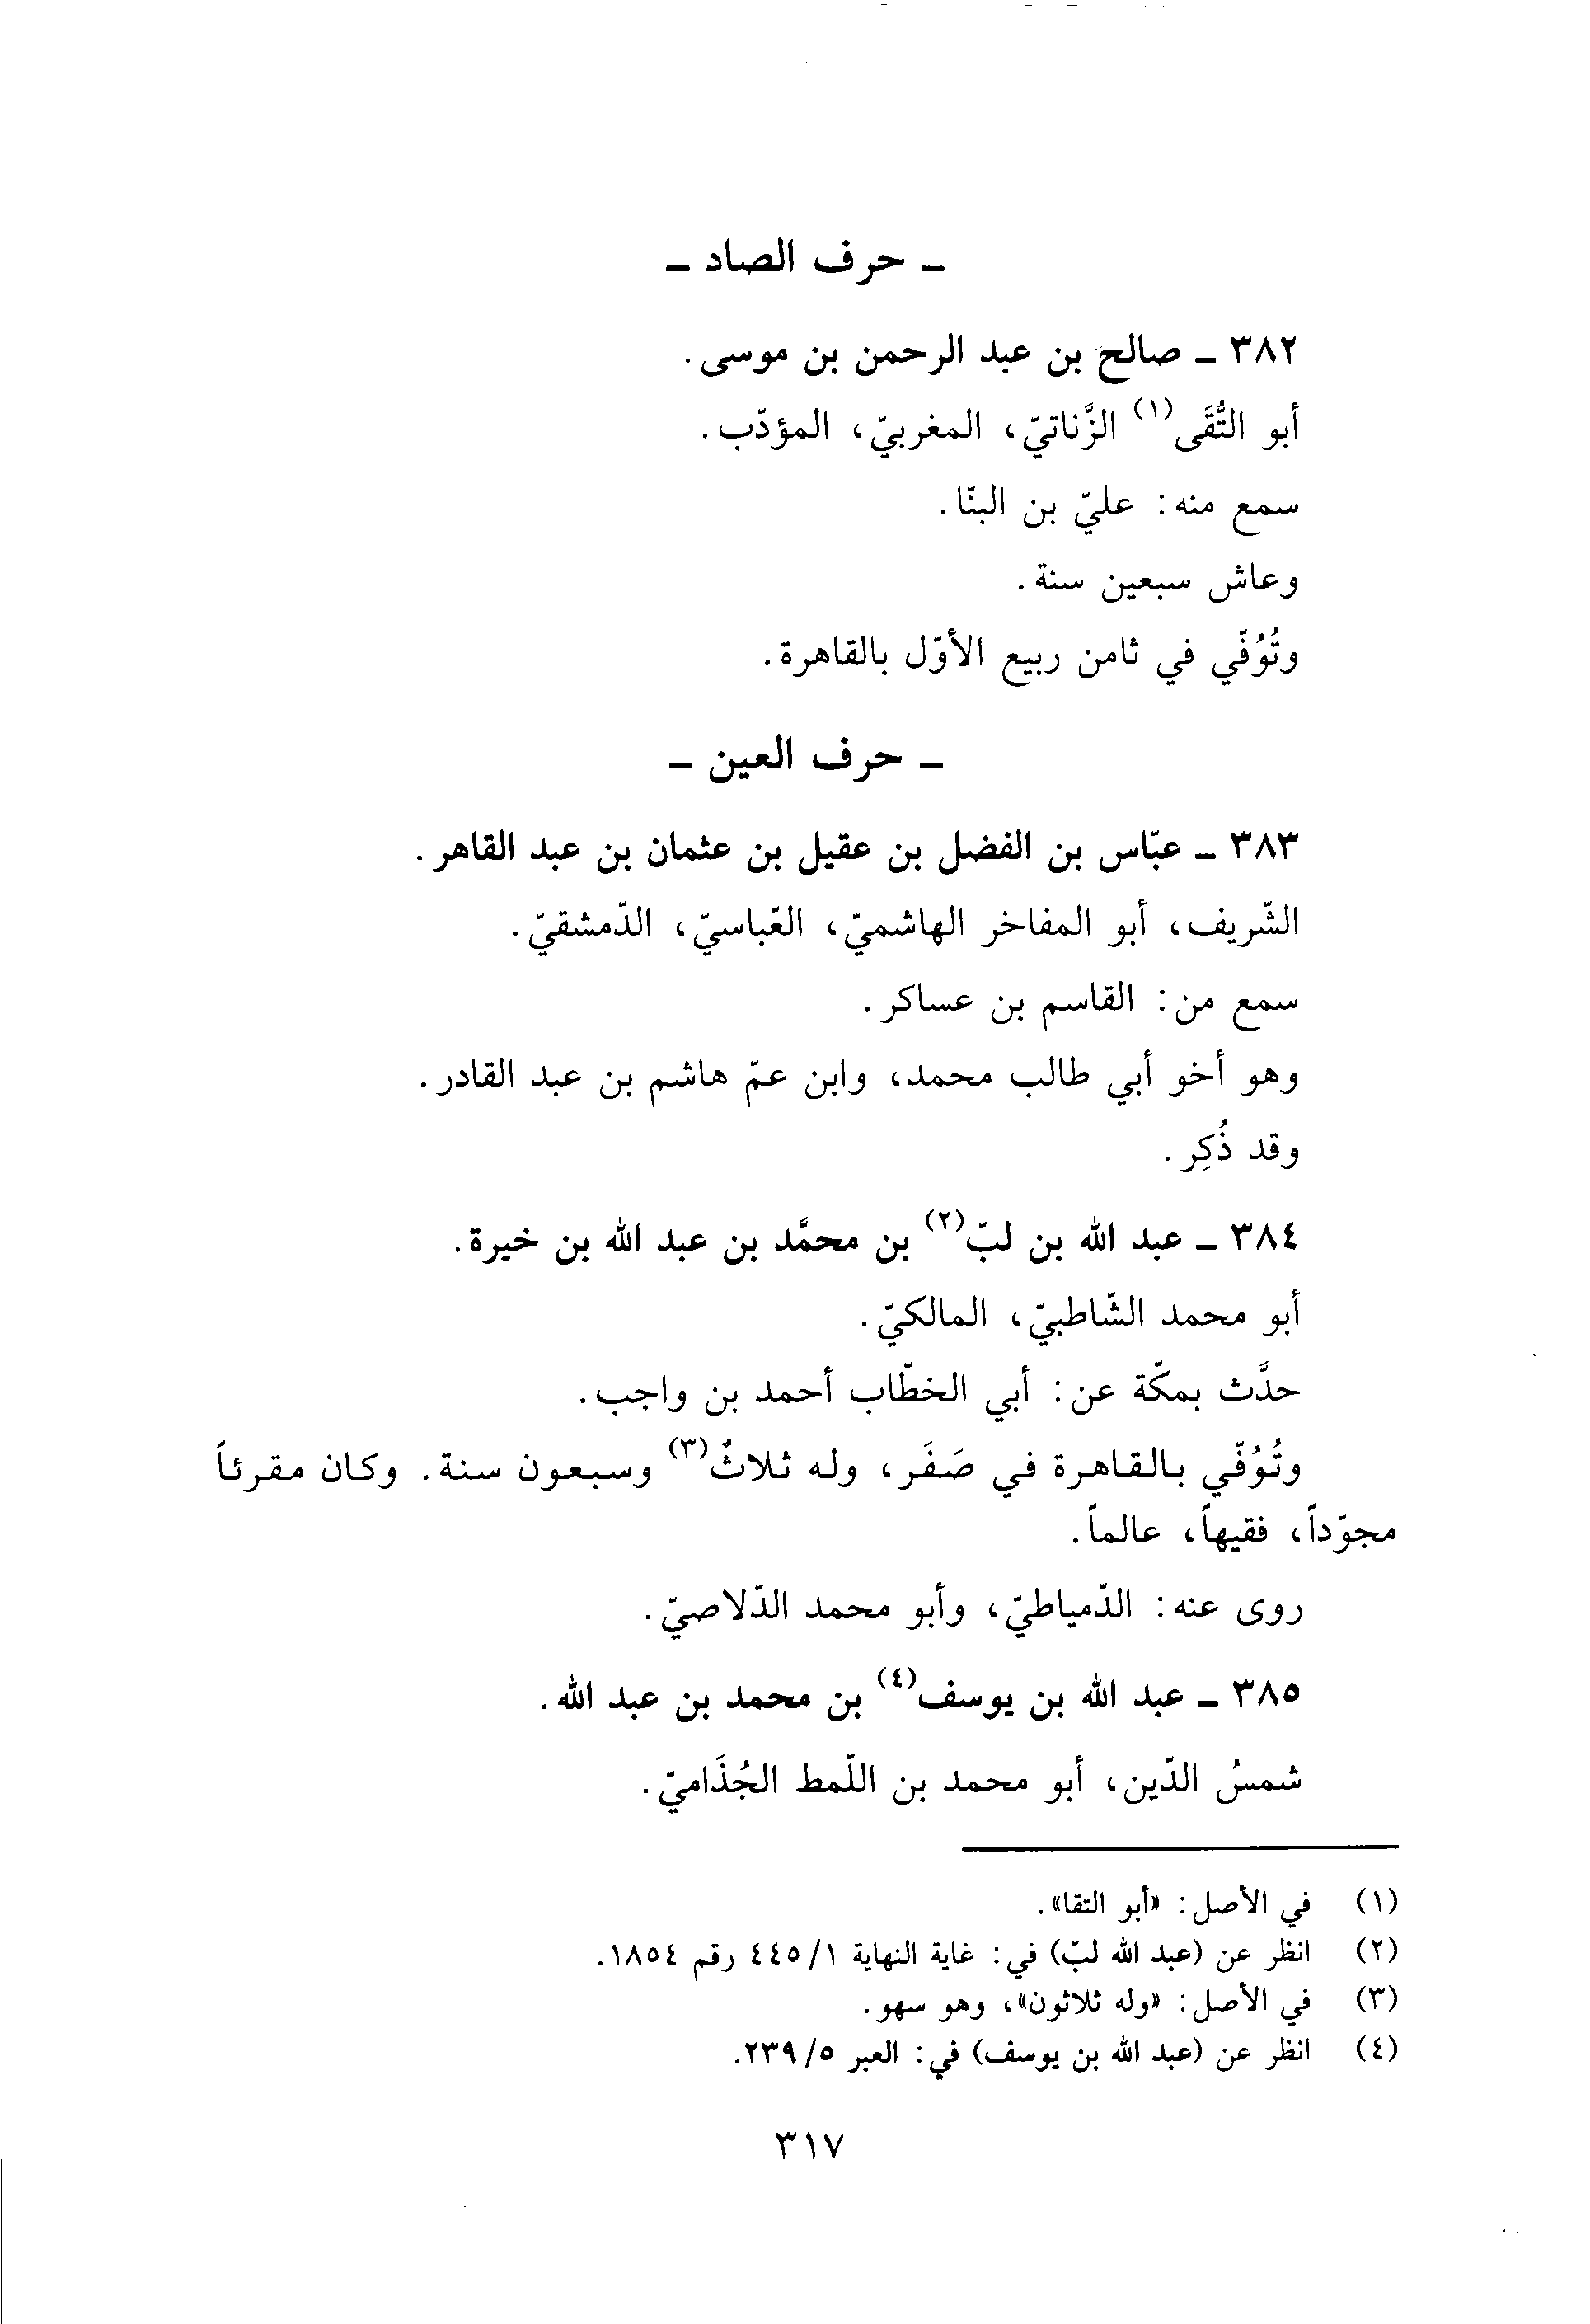 ـ حرف الصاد ـ
٣٨٢ ـ صالح بن عبد الرحمن بن موسى.
أبو التُّقَى(١) الزَّناتيّ، المغربيّ، المؤدّب.
سمع منه: عليّ بن البنّا.
وعاش سبعين سنة.
وتُوُفّي في ثامن ربيع الأوّل بالقاهرة.
ـ حرف العين ـ
٣٨٣ ـ عبّاس بن الفضل بن عقيل بن عثمان بن عبد القاهر.
الشّريف، أبو المفاخر الهاشميّ، العّباسيّ، الدّمشقيّ.
سمع من: القاسم بن عساكر.
وهو أخو أبي طالب محمد، وابن عمّ هاشم بن عبد القادر.
وقد ذُكِر.
٣٨٤ ـ عبد الله بن لبّ(٢) بن محمَّد بن عبد الله بن خيرة.
أبو محمد الشّاطبيّ، المالكيّ.
حدَّث بمكّة عن: أبي الخطّاب أحمد بن واجب.
وتُوُفّي بالقاهرة في صَفَر، وله ثلاثٌ(٣) وسبعون سنة. وكان مقرئاً
مجوّداً، فقيهاً، عالماً.
روى عنه: الدّمياطيّ، وأبو محمد الدّلاصيّ.
٣٨٥ ـ عبد الله بن يوسف(٤) بن محمد بن عبد الله.
شمسُ الدّين، أبو محمد بن اللّمط الجُذَاميّ.
(١) في الأصل: «أبو التقا».
(٢) انظر عن (عبد الله لبّ) في: غاية النهاية ١/٤٤٥ رقم ١٨٥٤.
(٣) في الأصل: «وله ثلاثون»، وهو سهو.
(٤) انظر عن (عبد الله بن يوسف) في: العبر ٥/٢٣٩.
٣١٧